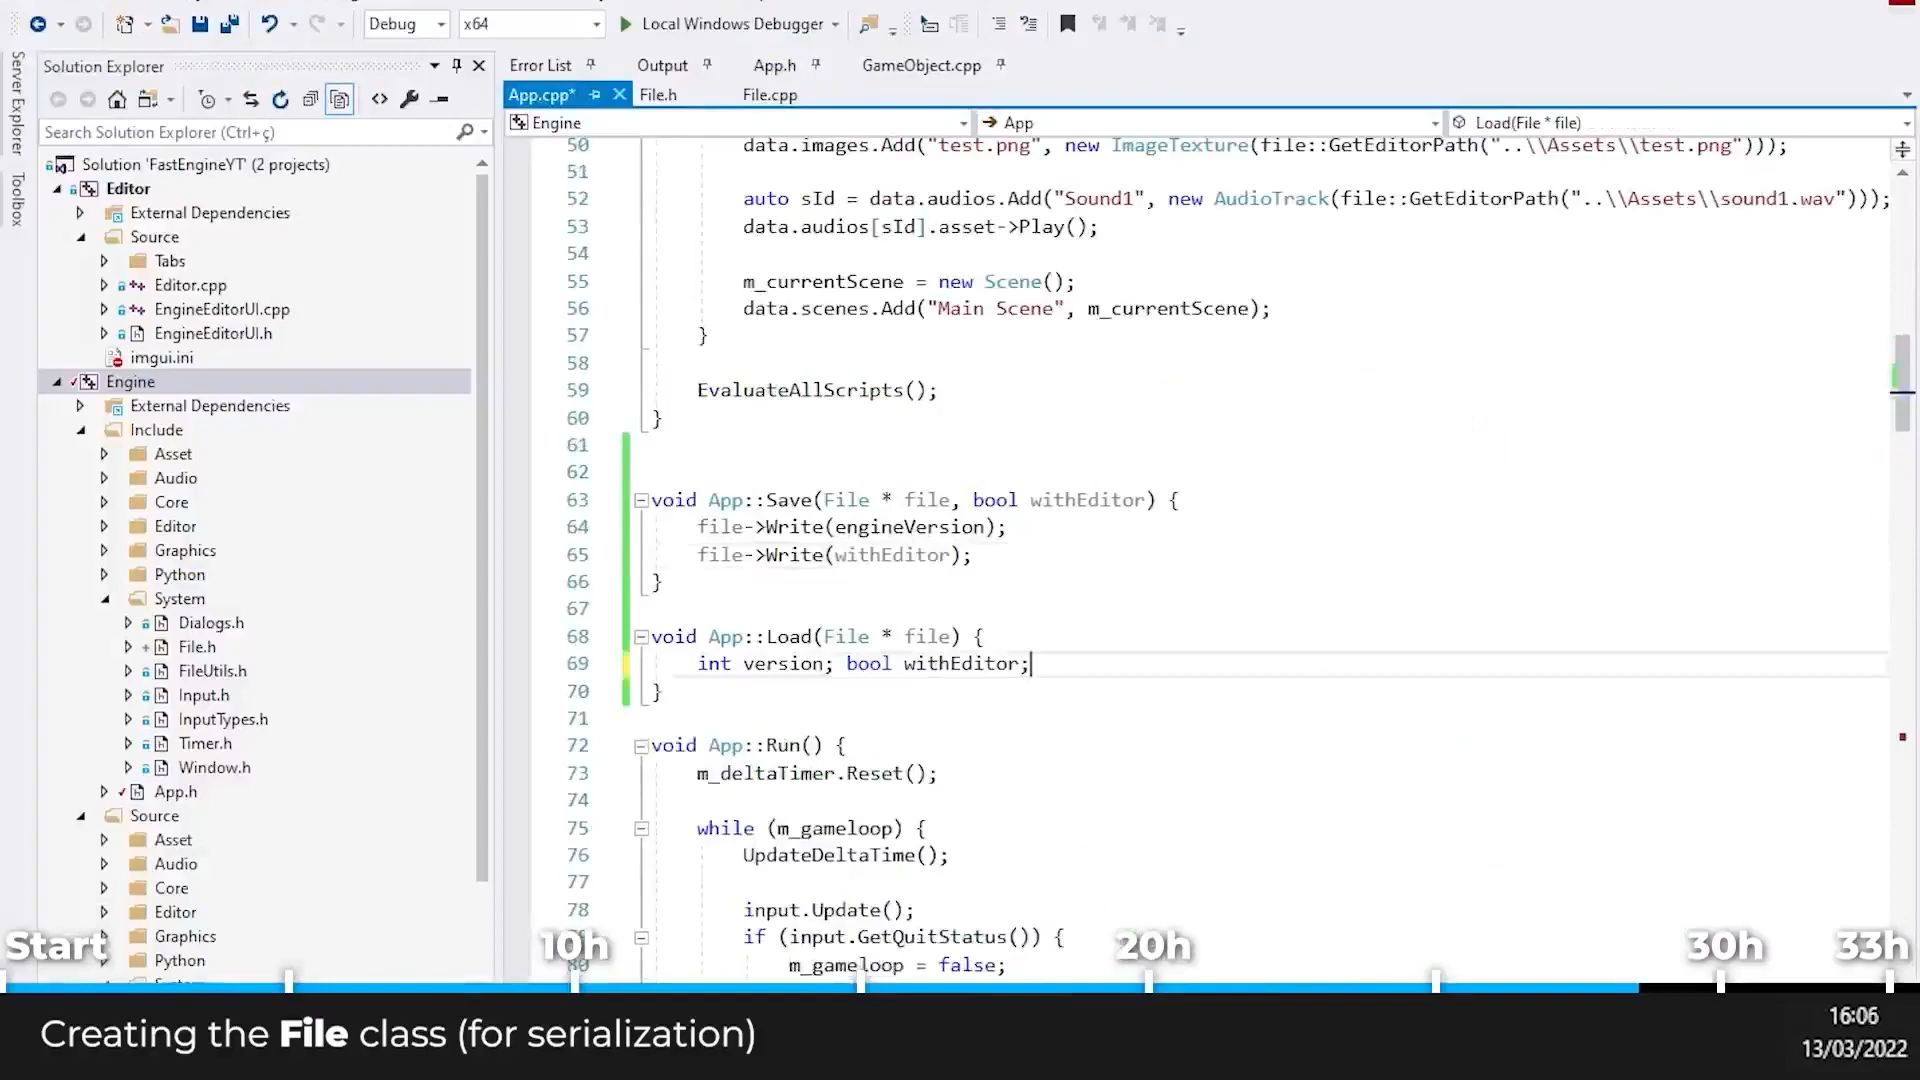 Debug
x64
Local Windows Debugger
Server Explorer
Toolbox
Solution Explorer
Search Solution Explorer (Ctrl+ç)
Solution 'FastEngineYT' (2 projects)
Editor
External Dependencies
Source
Tabs
Editor.cpp
EngineEditorUI.cpp
EngineEditorUI.h
imgui.ini
Engine
External Dependencies
Include
Asset
Audio
Core
Editor
Graphics
Python
System
Dialogs.h
File.h
FileUtils.h
Input.h
InputTypes.h
Timer.h
Window.h
App.h
Source
Asset
Audio
Core
Editor
Graphics
Python
Error List
Output
App.h
GameObject.cpp
App.cpp*
File.h
File.cpp
Engine
App
Load(File * file)
50 data.images.Add("test.png", new ImageTexture(file::GetEditorPath("..\\Assets\\test.png")));
51
52 auto sId = data.audios.Add("Sound1", new AudioTrack(file::GetEditorPath("..\\Assets\\sound1.wav")));
53 data.audios[sId].asset->Play();
54
55 m_currentScene = new Scene();
56 data.scenes.Add("Main Scene", m_currentScene);
57 }
58
59 EvaluateAllScripts();
60 }
61
62
63 void App::Save(File * file, bool withEditor) {
64 file->Write(engineVersion);
65 file->Write(withEditor);
66 }
67
68 void App::Load(File * file) {
69 int version; bool withEditor;
70 }
71
72 void App::Run() {
73 m_deltaTimer.Reset();
74
75 while (m_gameloop) {
76 UpdateDeltaTime();
77
78 input.Update();
if (input.GetQuitStatus()) {
80 m_gameloop = false;
Start
10h
20h
30h
33h
Creating the File class (for serialization)
16:06
13/03/2022